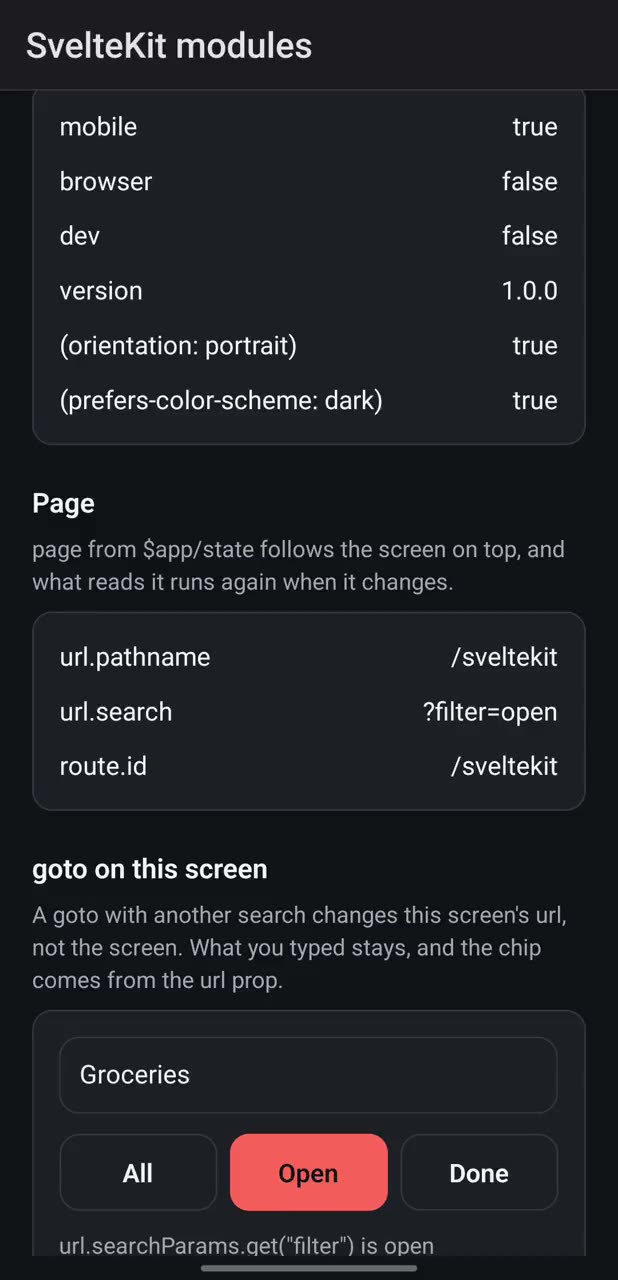 SvelteKit modules
mobile true
browser false
dev false
version 1.0.0
(orientation: portrait) true
(prefers-color-scheme: dark) true
Page
page from $app/state follows the screen on top, and
what reads it runs again when it changes.
url.pathname /sveltekit
url.search ?filter=open
route.id /sveltekit
goto on this screen
A goto with another search changes this screen's url,
not the screen. What you typed stays, and the chip
comes from the url prop.
Groceries
All Open Done
url.searchParams.get("filter") is open